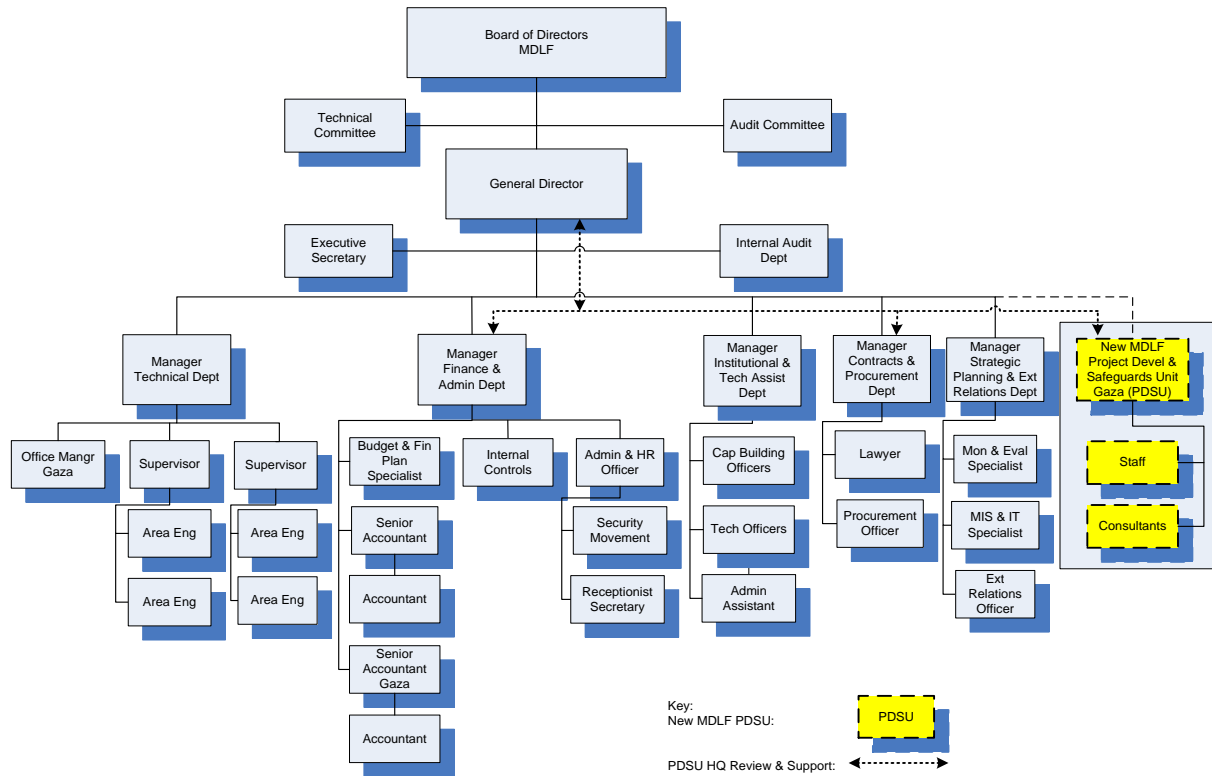 Board of Directors
MDLF
Technical
Committee
Audit Committee
General Director
Executive
Secretary
Internal Audit
Dept
Manager
Technical Dept
Manager
Finance &
Admin Dept
Manager
Institutional &
Tech Assist
Dept
Manager
Contracts &
Procurement
Dept
Manager
Strategic
Planning & Ext
Relations Dept
New MDLF
Project Devel &
Safeguards Unit
Gaza (PDSU)
Office Mangr
Gaza
Supervisor
Supervisor
Budget & Fin
Plan
Specialist
Internal
Controls
Admin & HR
Officer
Cap Building
Officers
Lawyer
Mon & Eval
Specialist
Staff
Area Eng
Area Eng
Senior
Accountant
Security
Movement
Tech Officers
Procurement
Officer
MIS & IT
Specialist
Consultants
Area Eng
Area Eng
Accountant
Receptionist
Secretary
Admin
Assistant
Ext
Relations
Officer
Senior
Accountant
Gaza
Accountant
Key:
New MDLF PDSU:
PDSU
PDSU HQ Review & Support: